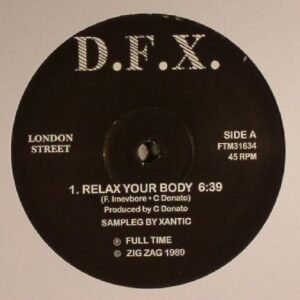 D.F.X.
LONDON
STREET
SIDE A
FTM31634
45 RPM
1. RELAX YOUR BODY 6:39
(F. Imevbore • C Donato)
Produced by C Donato
SAMPLEG BY XANTIC
℗ FULL TIME
© ZIG ZAG 1989